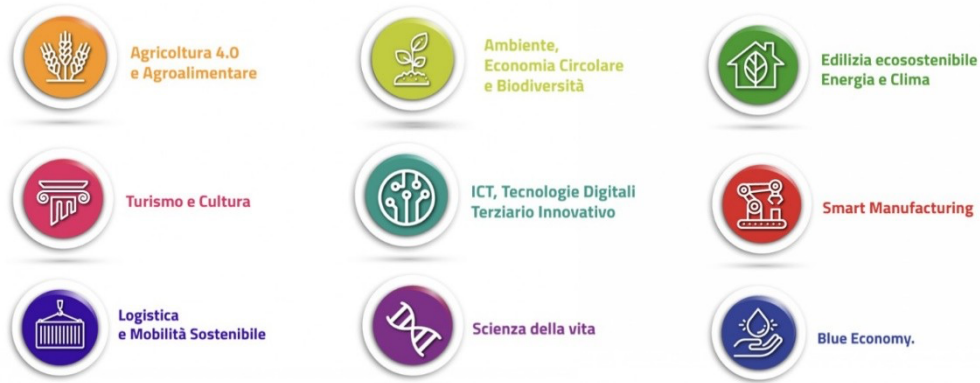 Agricoltura 4.0
e Agroalimentare
Ambiente,
Economia Circolare
e Biodiversità
Edilizia ecosostenibile
Energia e Clima
Turismo e Cultura
ICT, Tecnologie Digitali
Terziario Innovativo
Smart Manufacturing
Logistica
e Mobilità Sostenibile
Scienza della vita
Blue Economy.